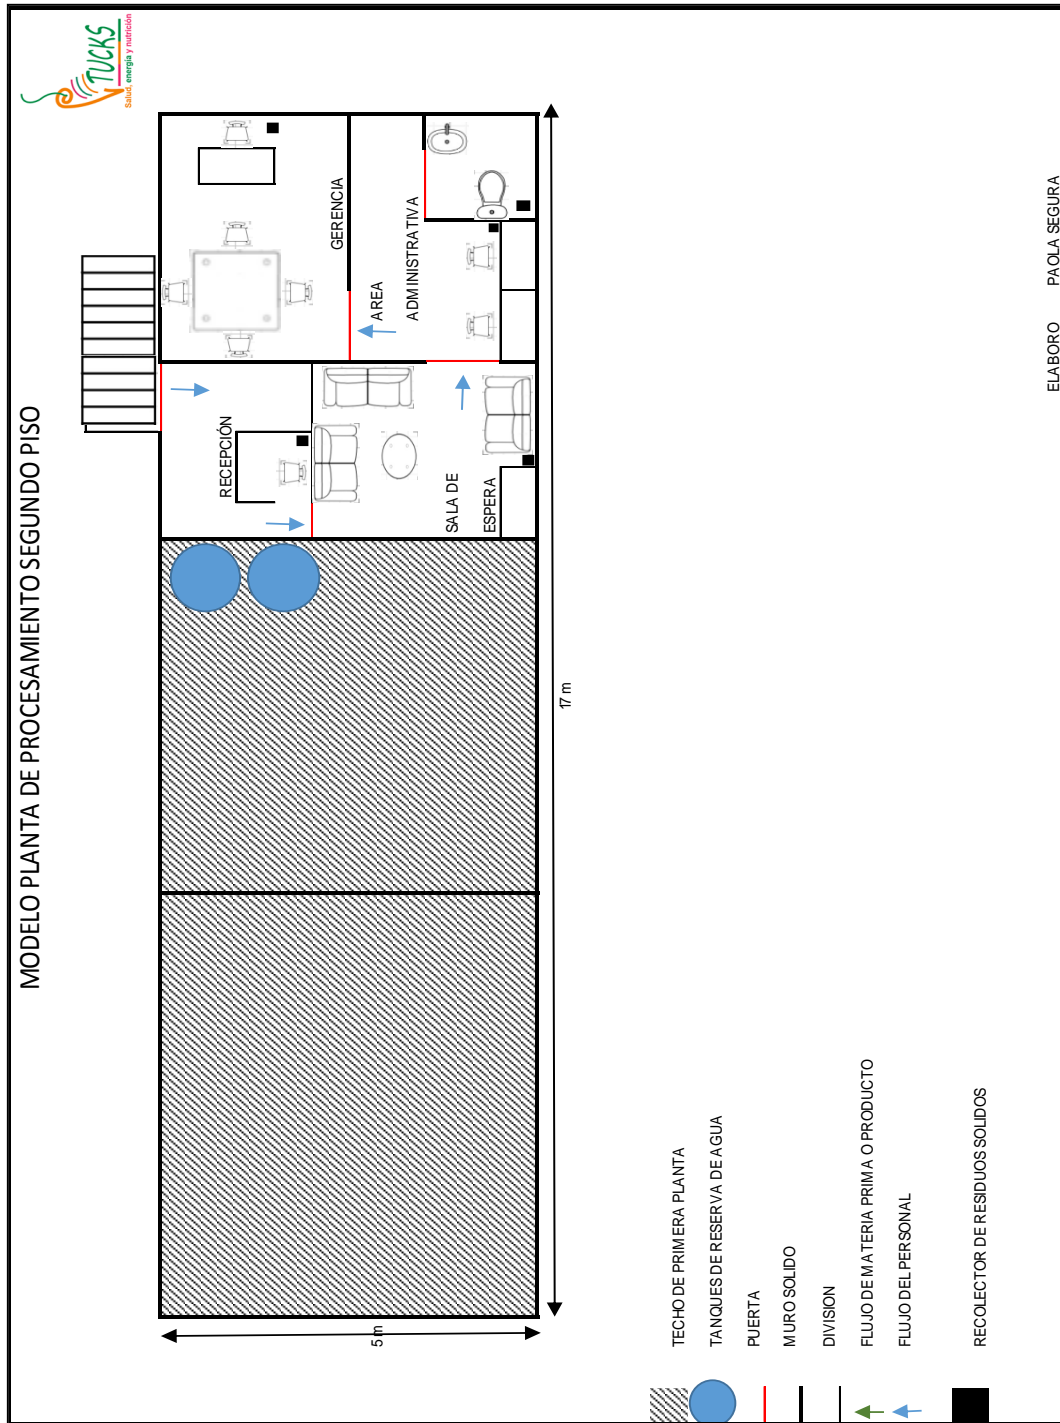 MODELO PLANTA DE PROCESAMIENTO SEGUNDO PISO
TUCKS
Salud, energía y nutrición
GERENCIA
AREA
ADMINISTRATIVA
RECEPCIÓN
SALA DE
ESPERA
17 m
5 m
TECHO DE PRIMERA PLANTA
TANQUES DE RESERVA DE AGUA
PUERTA
MURO SOLIDO
DIVISION
FLUJO DE MATERIA PRIMA O PRODUCTO
FLUJO DEL PERSONAL
RECOLECTOR DE RESIDUOS SOLIDOS
ELABORO PAOLA SEGURA